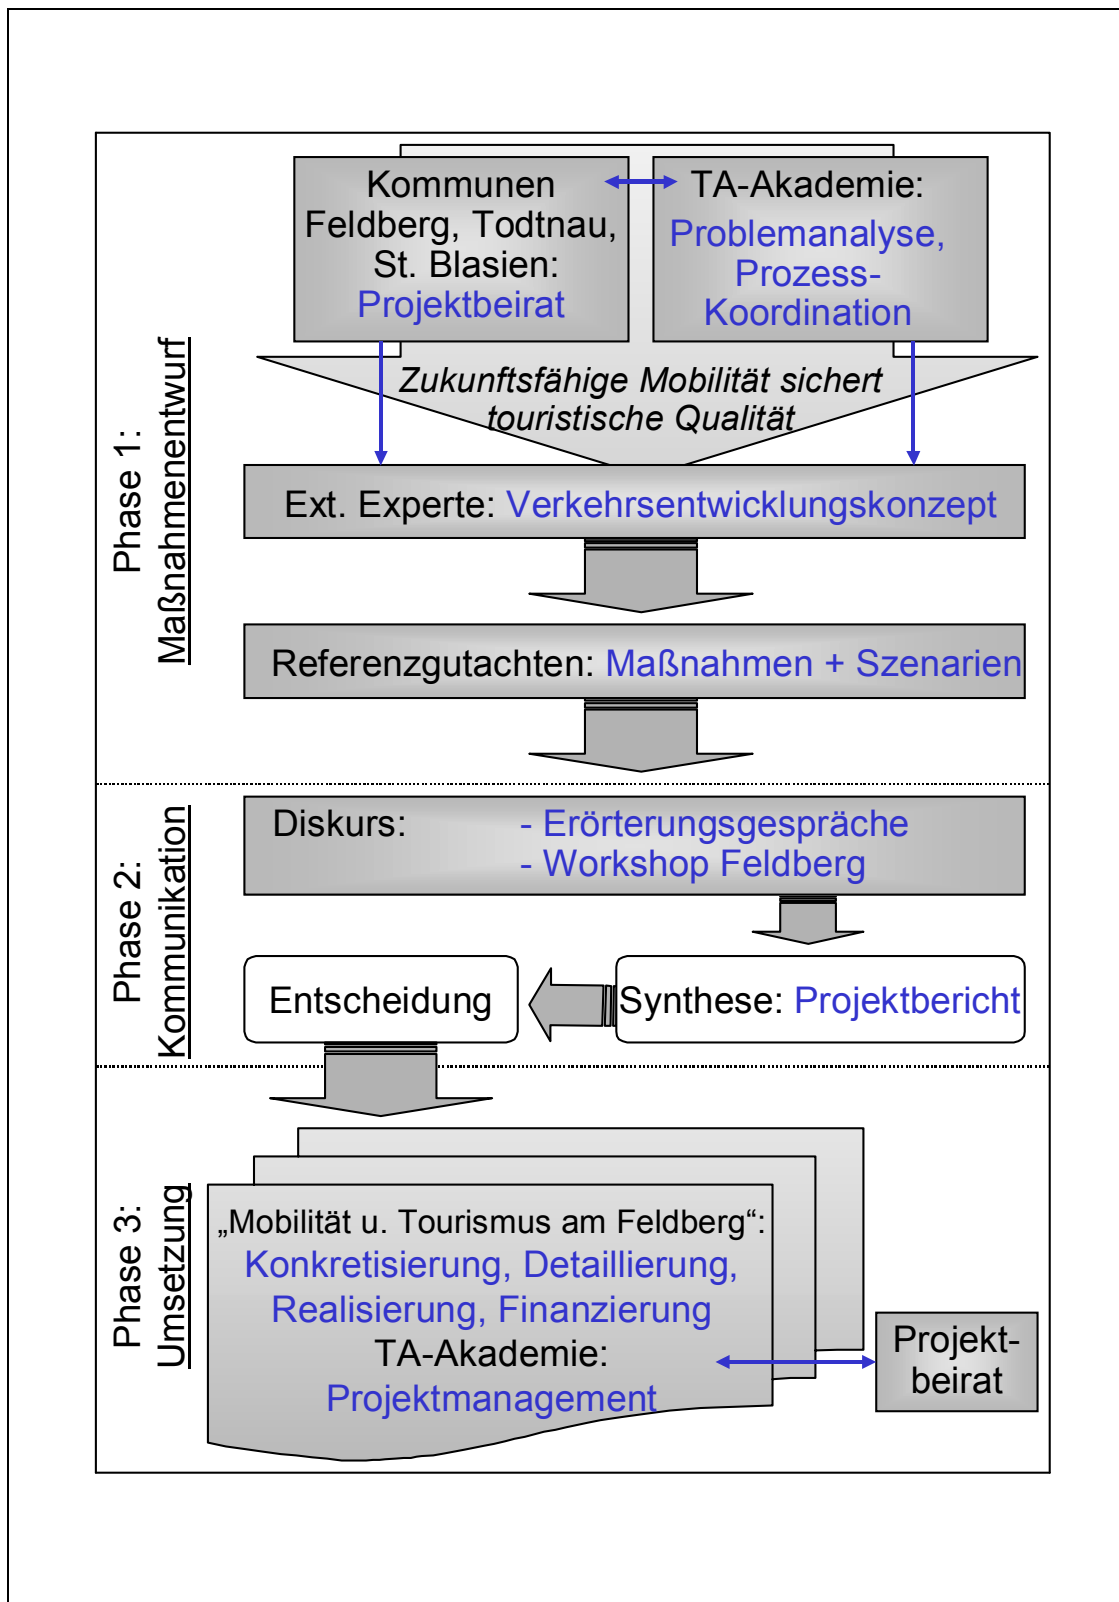 Phase 1:
Maßnahmenentwurf
Kommunen
Feldberg, Todtnau,
St. Blasien:
Projektbeirat
TA-Akademie:
Problemanalyse,
Prozess-
Koordination
Zukunftsfähige Mobilität sichert
touristische Qualität
Ext. Experte: Verkehrsentwicklungskonzept
Referenzgutachten: Maßnahmen + Szenarien
Phase 2:
Kommunikation
Diskurs: - Erörterungsgespräche
- Workshop Feldberg
Entscheidung
Synthese: Projektbericht
Phase 3:
Umsetzung
„Mobilität u. Tourismus am Feldberg“:
Konkretisierung, Detaillierung,
Realisierung, Finanzierung
TA-Akademie:
Projektmanagement
Projekt-
beirat